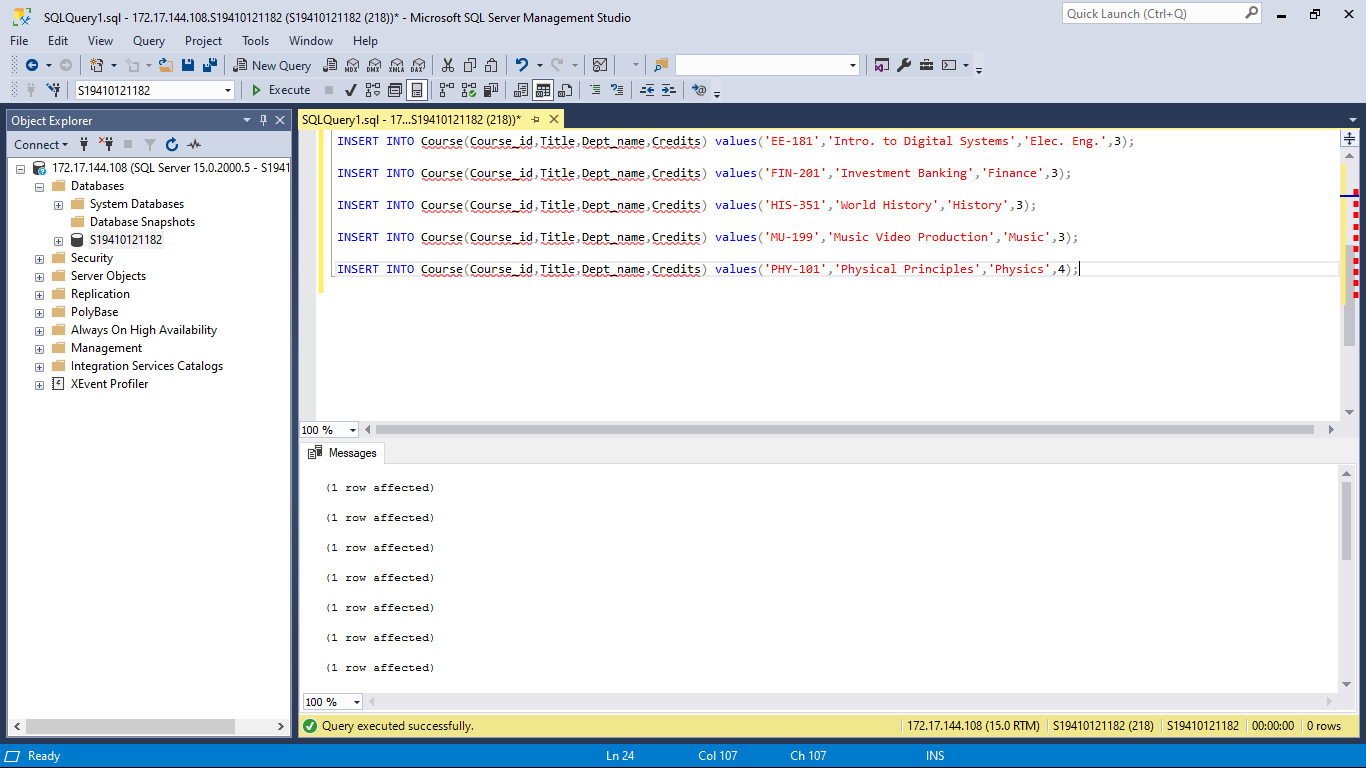 SQLQuery1.sql - 172.17.144.108.S19410121182 (S19410121182 (218))* - Microsoft SQL Server Management Studio
Quick Launch (Ctrl+Q)
File Edit View Query Project Tools Window Help
New Query
MDX DMX XMLA DAX
S19410121182
Execute
Object Explorer
Connect
172.17.144.108 (SQL Server 15.0.2000.5 - S1941
Databases
System Databases
Database Snapshots
S19410121182
Security
Server Objects
Replication
PolyBase
Always On High Availability
Management
Integration Services Catalogs
XEvent Profiler
SQLQuery1.sql - 17...S19410121182 (218))*
INSERT INTO Course(Course_id,Title,Dept_name,Credits) values('EE-181','Intro. to Digital Systems','Elec. Eng.',3);
INSERT INTO Course(Course_id,Title,Dept_name,Credits) values('FIN-201','Investment Banking','Finance',3);
INSERT INTO Course(Course_id,Title,Dept_name,Credits) values('HIS-351','World History','History',3);
INSERT INTO Course(Course_id,Title,Dept_name,Credits) values('MU-199','Music Video Production','Music',3);
INSERT INTO Course(Course_id,Title,Dept_name,Credits) values('PHY-101','Physical Principles','Physics',4);
100 %
Messages
(1 row affected)
(1 row affected)
(1 row affected)
(1 row affected)
(1 row affected)
(1 row affected)
(1 row affected)
100 %
Query executed successfully.
172.17.144.108 (15.0 RTM) S19410121182 (218) S19410121182 00:00:00 0 rows
Ready Ln 24 Col 107 Ch 107 INS